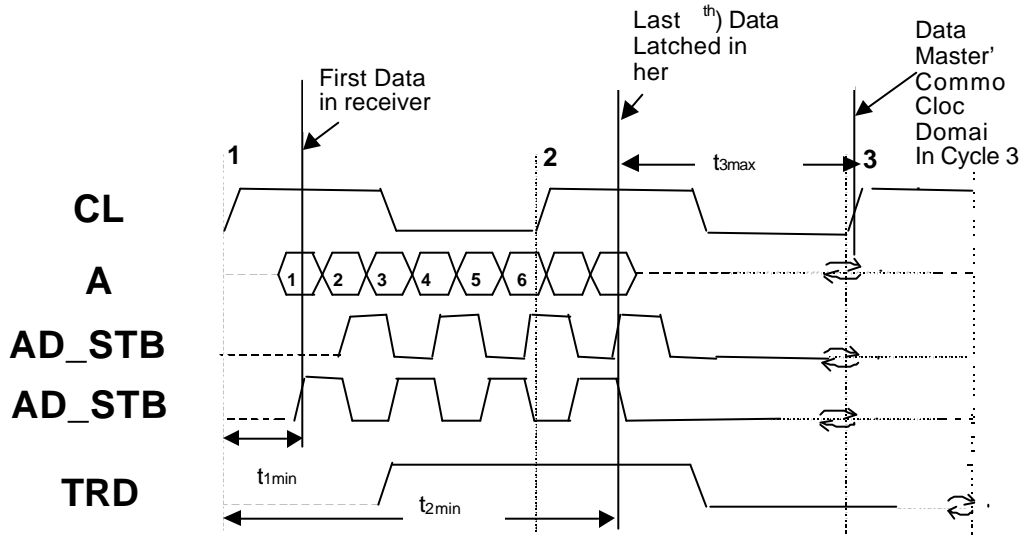 Last th) Data
Latched in
her
Data
Master'
Commo
Cloc
Domai
In Cycle 3
First Data
in receiver
1
2
t3max
3
CL
A
1 2 3 4 5 6
AD_STB
AD_STB
t1min
TRD
t2min